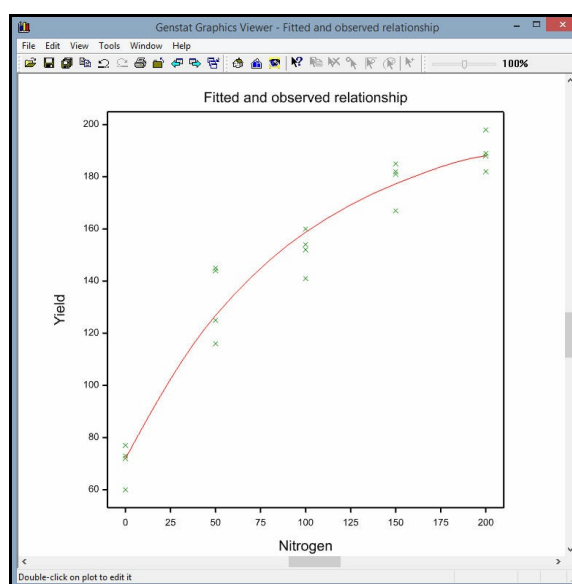 Genstat Graphics Viewer - Fitted and observed relationship
File Edit View Tools Window Help
100%
Fitted and observed relationship
200
180
160
140
120
100
80
60
Yield
0 25 50 75 100 125 150 175 200
Nitrogen
Double-click on plot to edit it